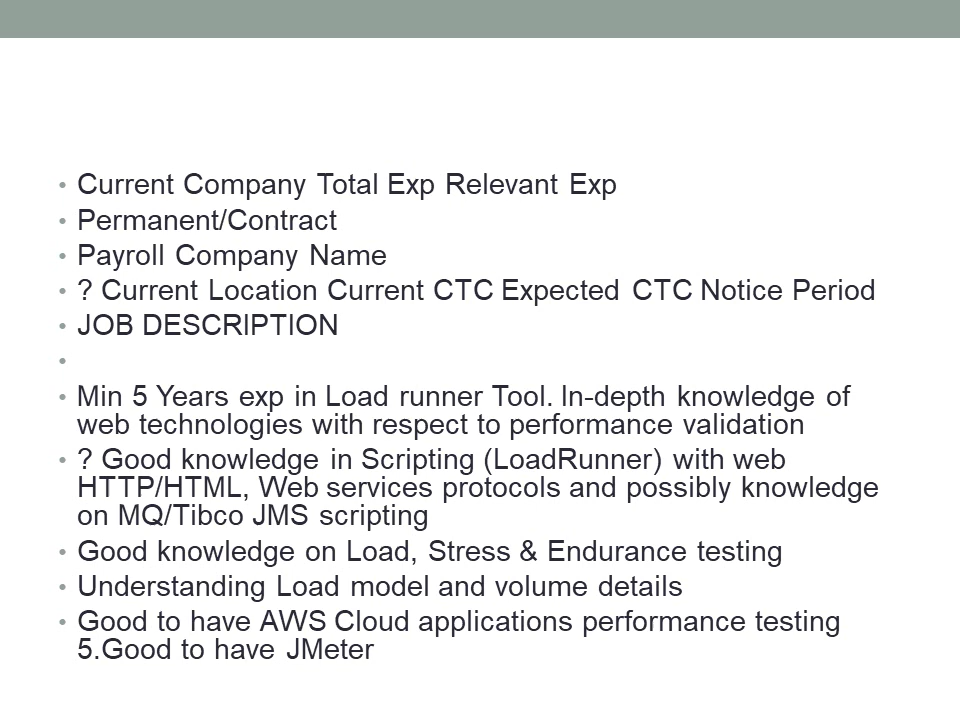 • Current Company Total Exp Relevant Exp
• Permanent/Contract
• Payroll Company Name
• ? Current Location Current CTC Expected CTC Notice Period
• JOB DESCRIPTION
•
• Min 5 Years exp in Load runner Tool. In-depth knowledge of
web technologies with respect to performance validation
• ? Good knowledge in Scripting (LoadRunner) with web
HTTP/HTML, Web services protocols and possibly knowledge
on MQ/Tibco JMS scripting
• Good knowledge on Load, Stress & Endurance testing
• Understanding Load model and volume details
• Good to have AWS Cloud applications performance testing
5.Good to have JMeter